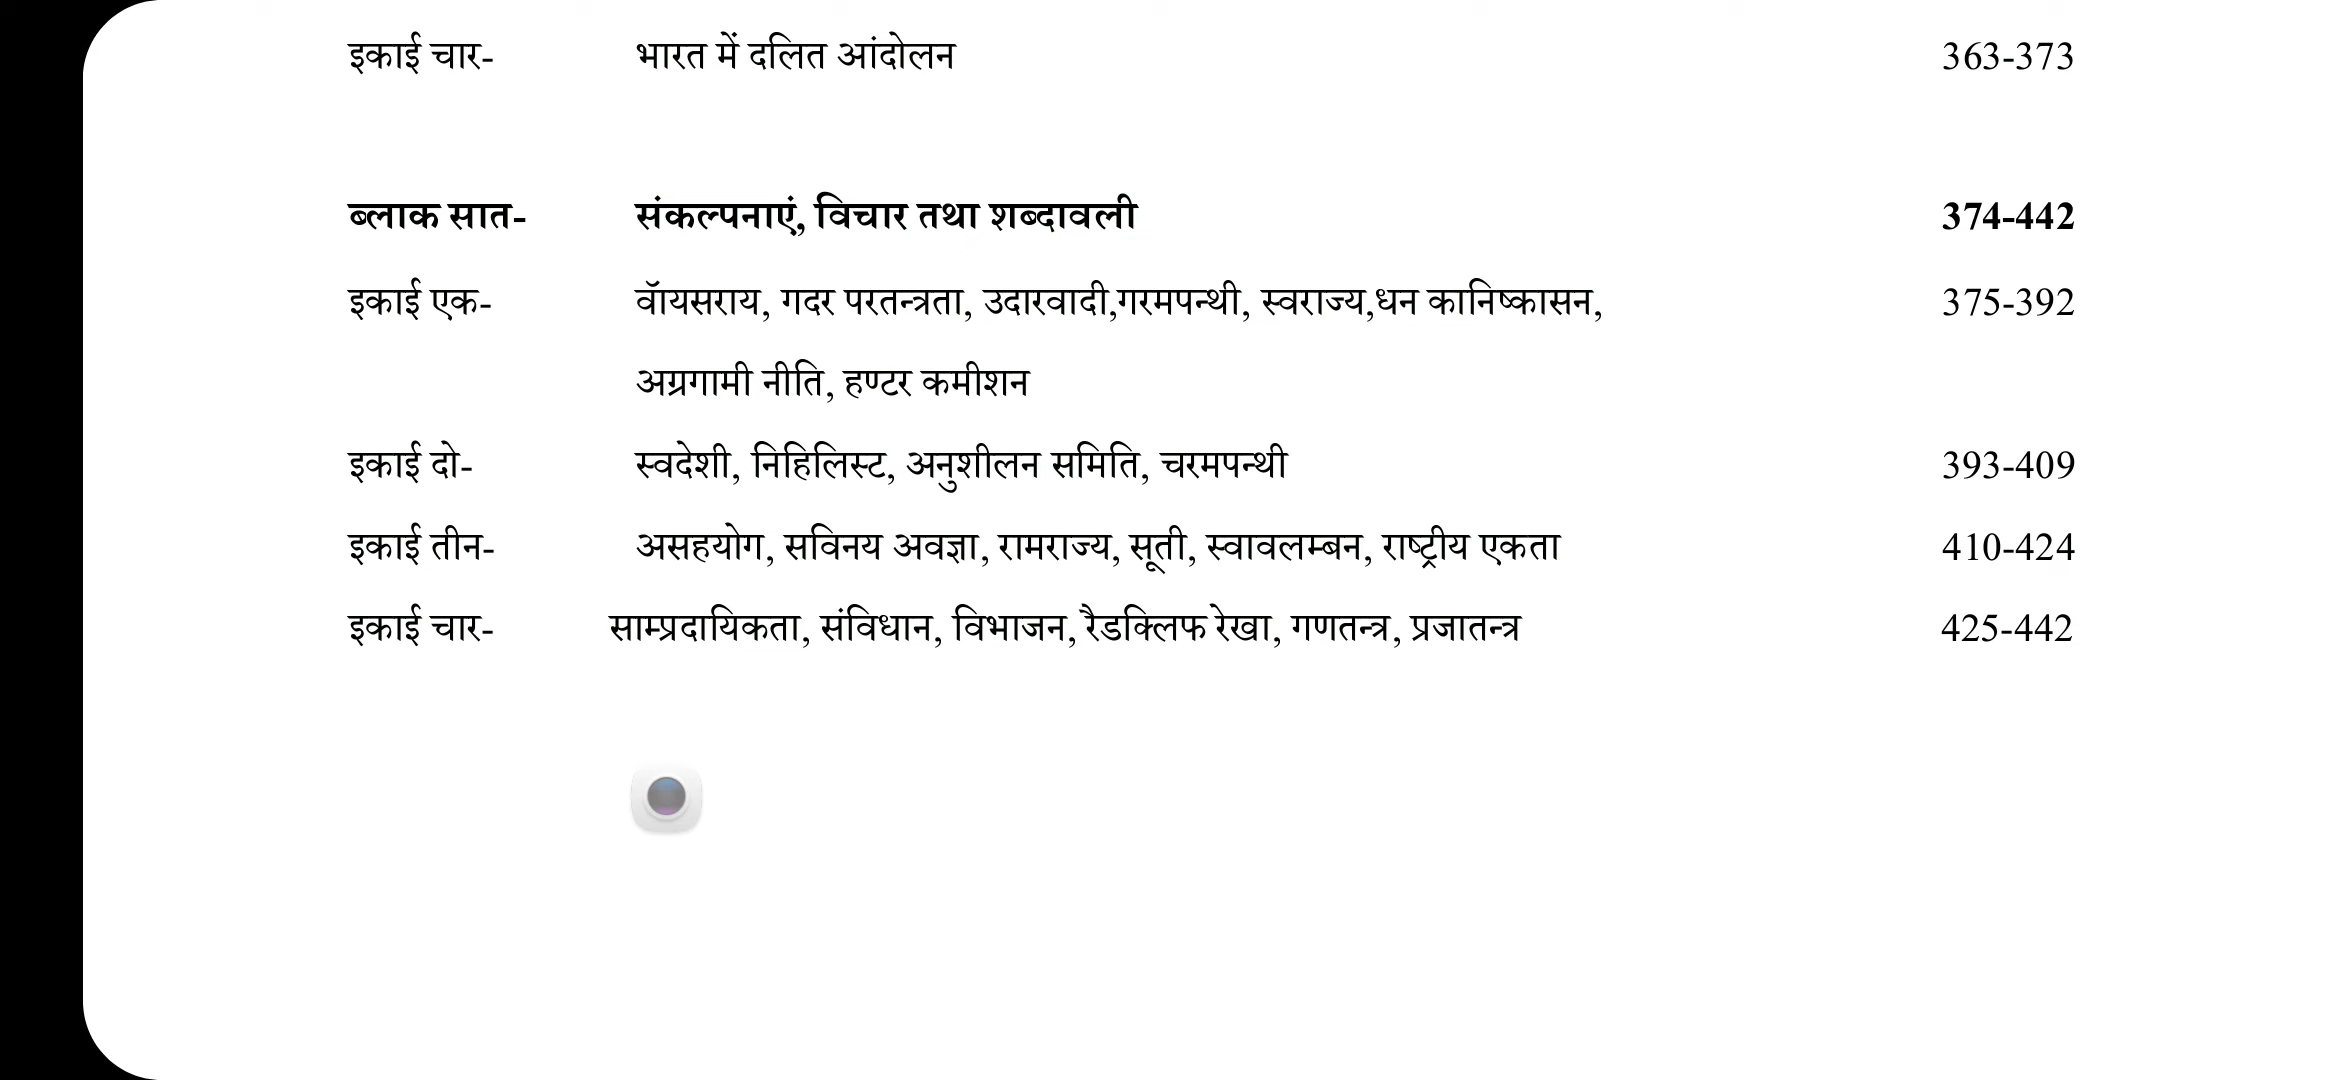 इकाई चार- भारत में दलित आंदोलन 363-373
ब्लाक सात- संकल्पनाएं, विचार तथा शब्दावली 374-442
इकाई एक- वॉयसराय, गदर परतन्त्रता, उदारवादी,गरमपन्थी, स्वराज्य,धन कानिष्कासन, 375-392
अग्रगामी नीति, हण्टर कमीशन
इकाई दो- स्वदेशी, निहिलिस्ट, अनुशीलन समिति, चरमपन्थी 393-409
इकाई तीन- असहयोग, सविनय अवज्ञा, रामराज्य, सूती, स्वावलम्बन, राष्ट्रीय एकता 410-424
इकाई चार- साम्प्रदायिकता, संविधान, विभाजन, रैडक्लिफ रेखा, गणतन्त्र, प्रजातन्त्र 425-442